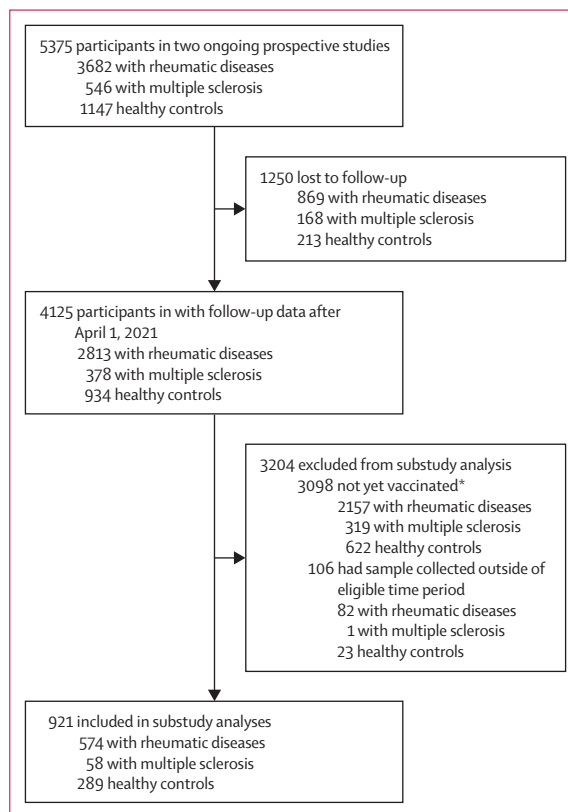 5375 participants in two ongoing prospective studies
3682 with rheumatic diseases
546 with multiple sclerosis
1147 healthy controls
1250 lost to follow-up
869 with rheumatic diseases
168 with multiple sclerosis
213 healthy controls
4125 participants in with follow-up data after
April 1, 2021
2813 with rheumatic diseases
378 with multiple sclerosis
934 healthy controls
3204 excluded from substudy analysis
3098 not yet vaccinated*
2157 with rheumatic diseases
319 with multiple sclerosis
622 healthy controls
106 had sample collected outside of
eligible time period
82 with rheumatic diseases
1 with multiple sclerosis
23 healthy controls
921 included in substudy analyses
574 with rheumatic diseases
58 with multiple sclerosis
289 healthy controls